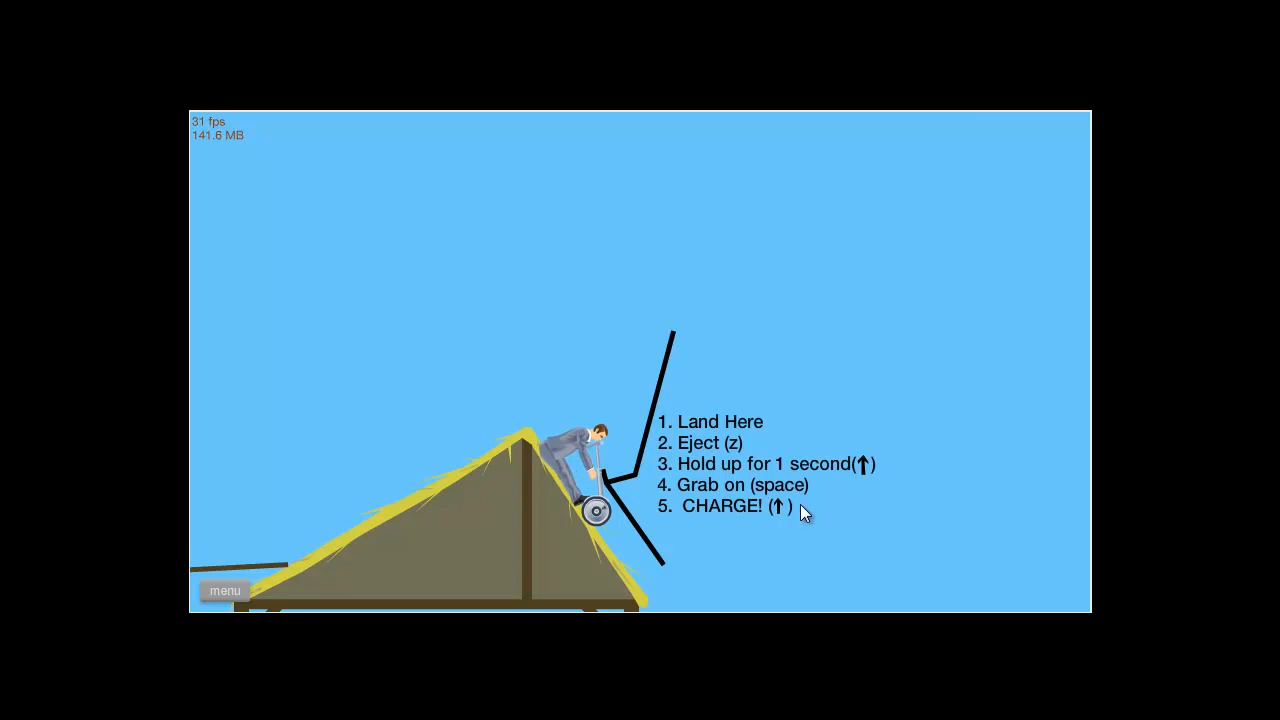 31 fps
141.6 MB
1. Land Here
2. Eject (z)
3. Hold up for 1 second(↑)
4. Grab on (space)
5. CHARGE! (↑ )
menu